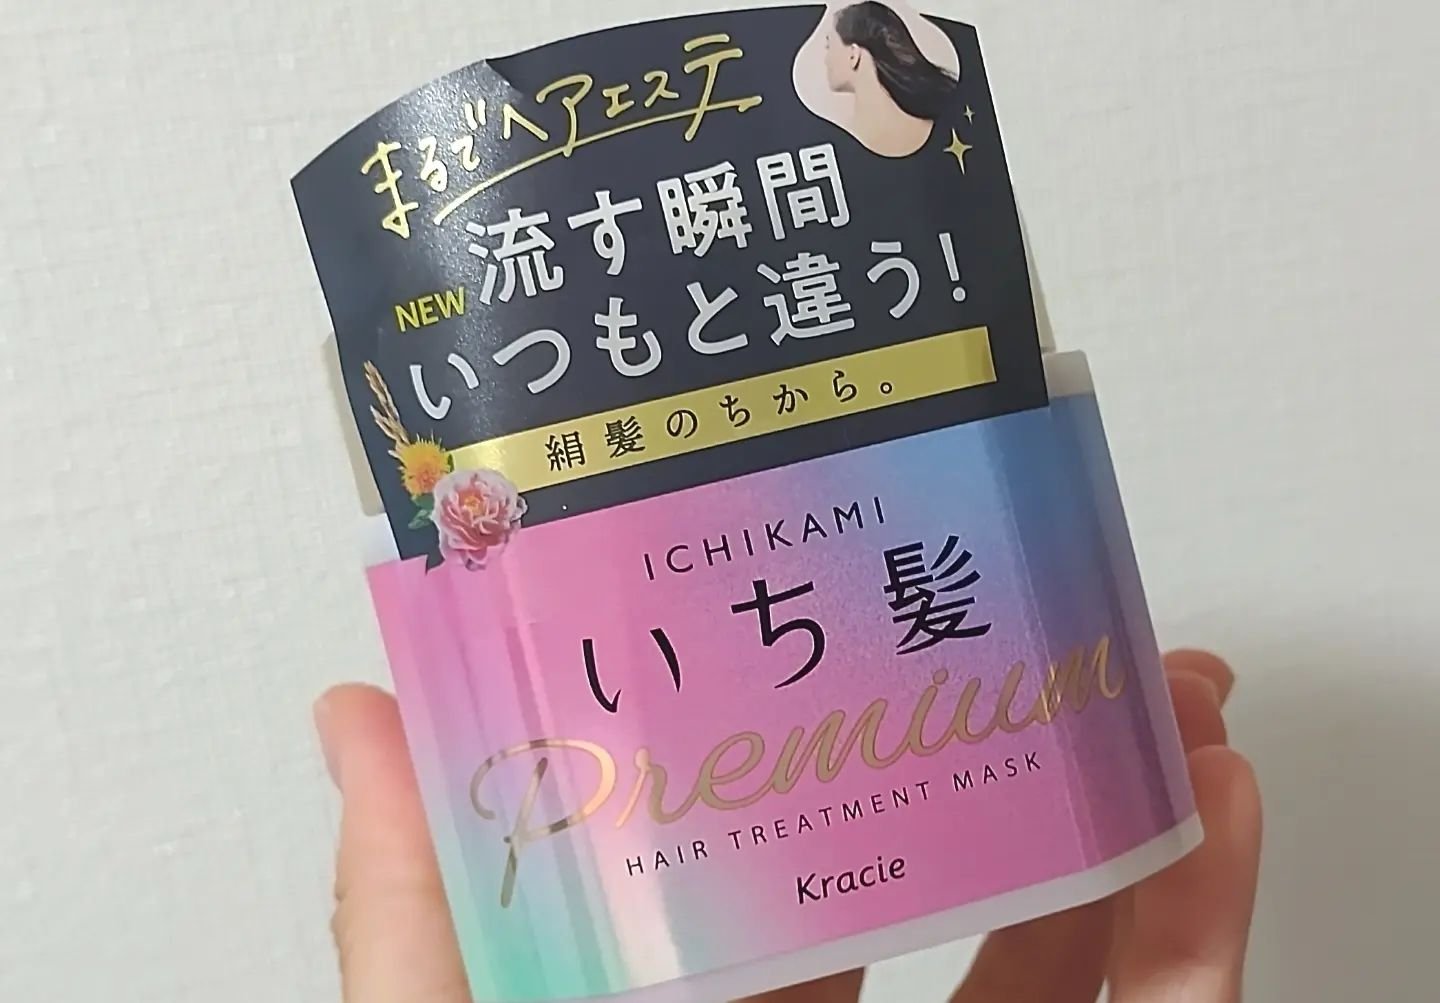 まるでヘアエステ
流す瞬間
NEW
いつもと違う!
絹髪のちから。
ICHIKAMI
いち髪
Premium
HAIR TREATMENT MASK
Kracie